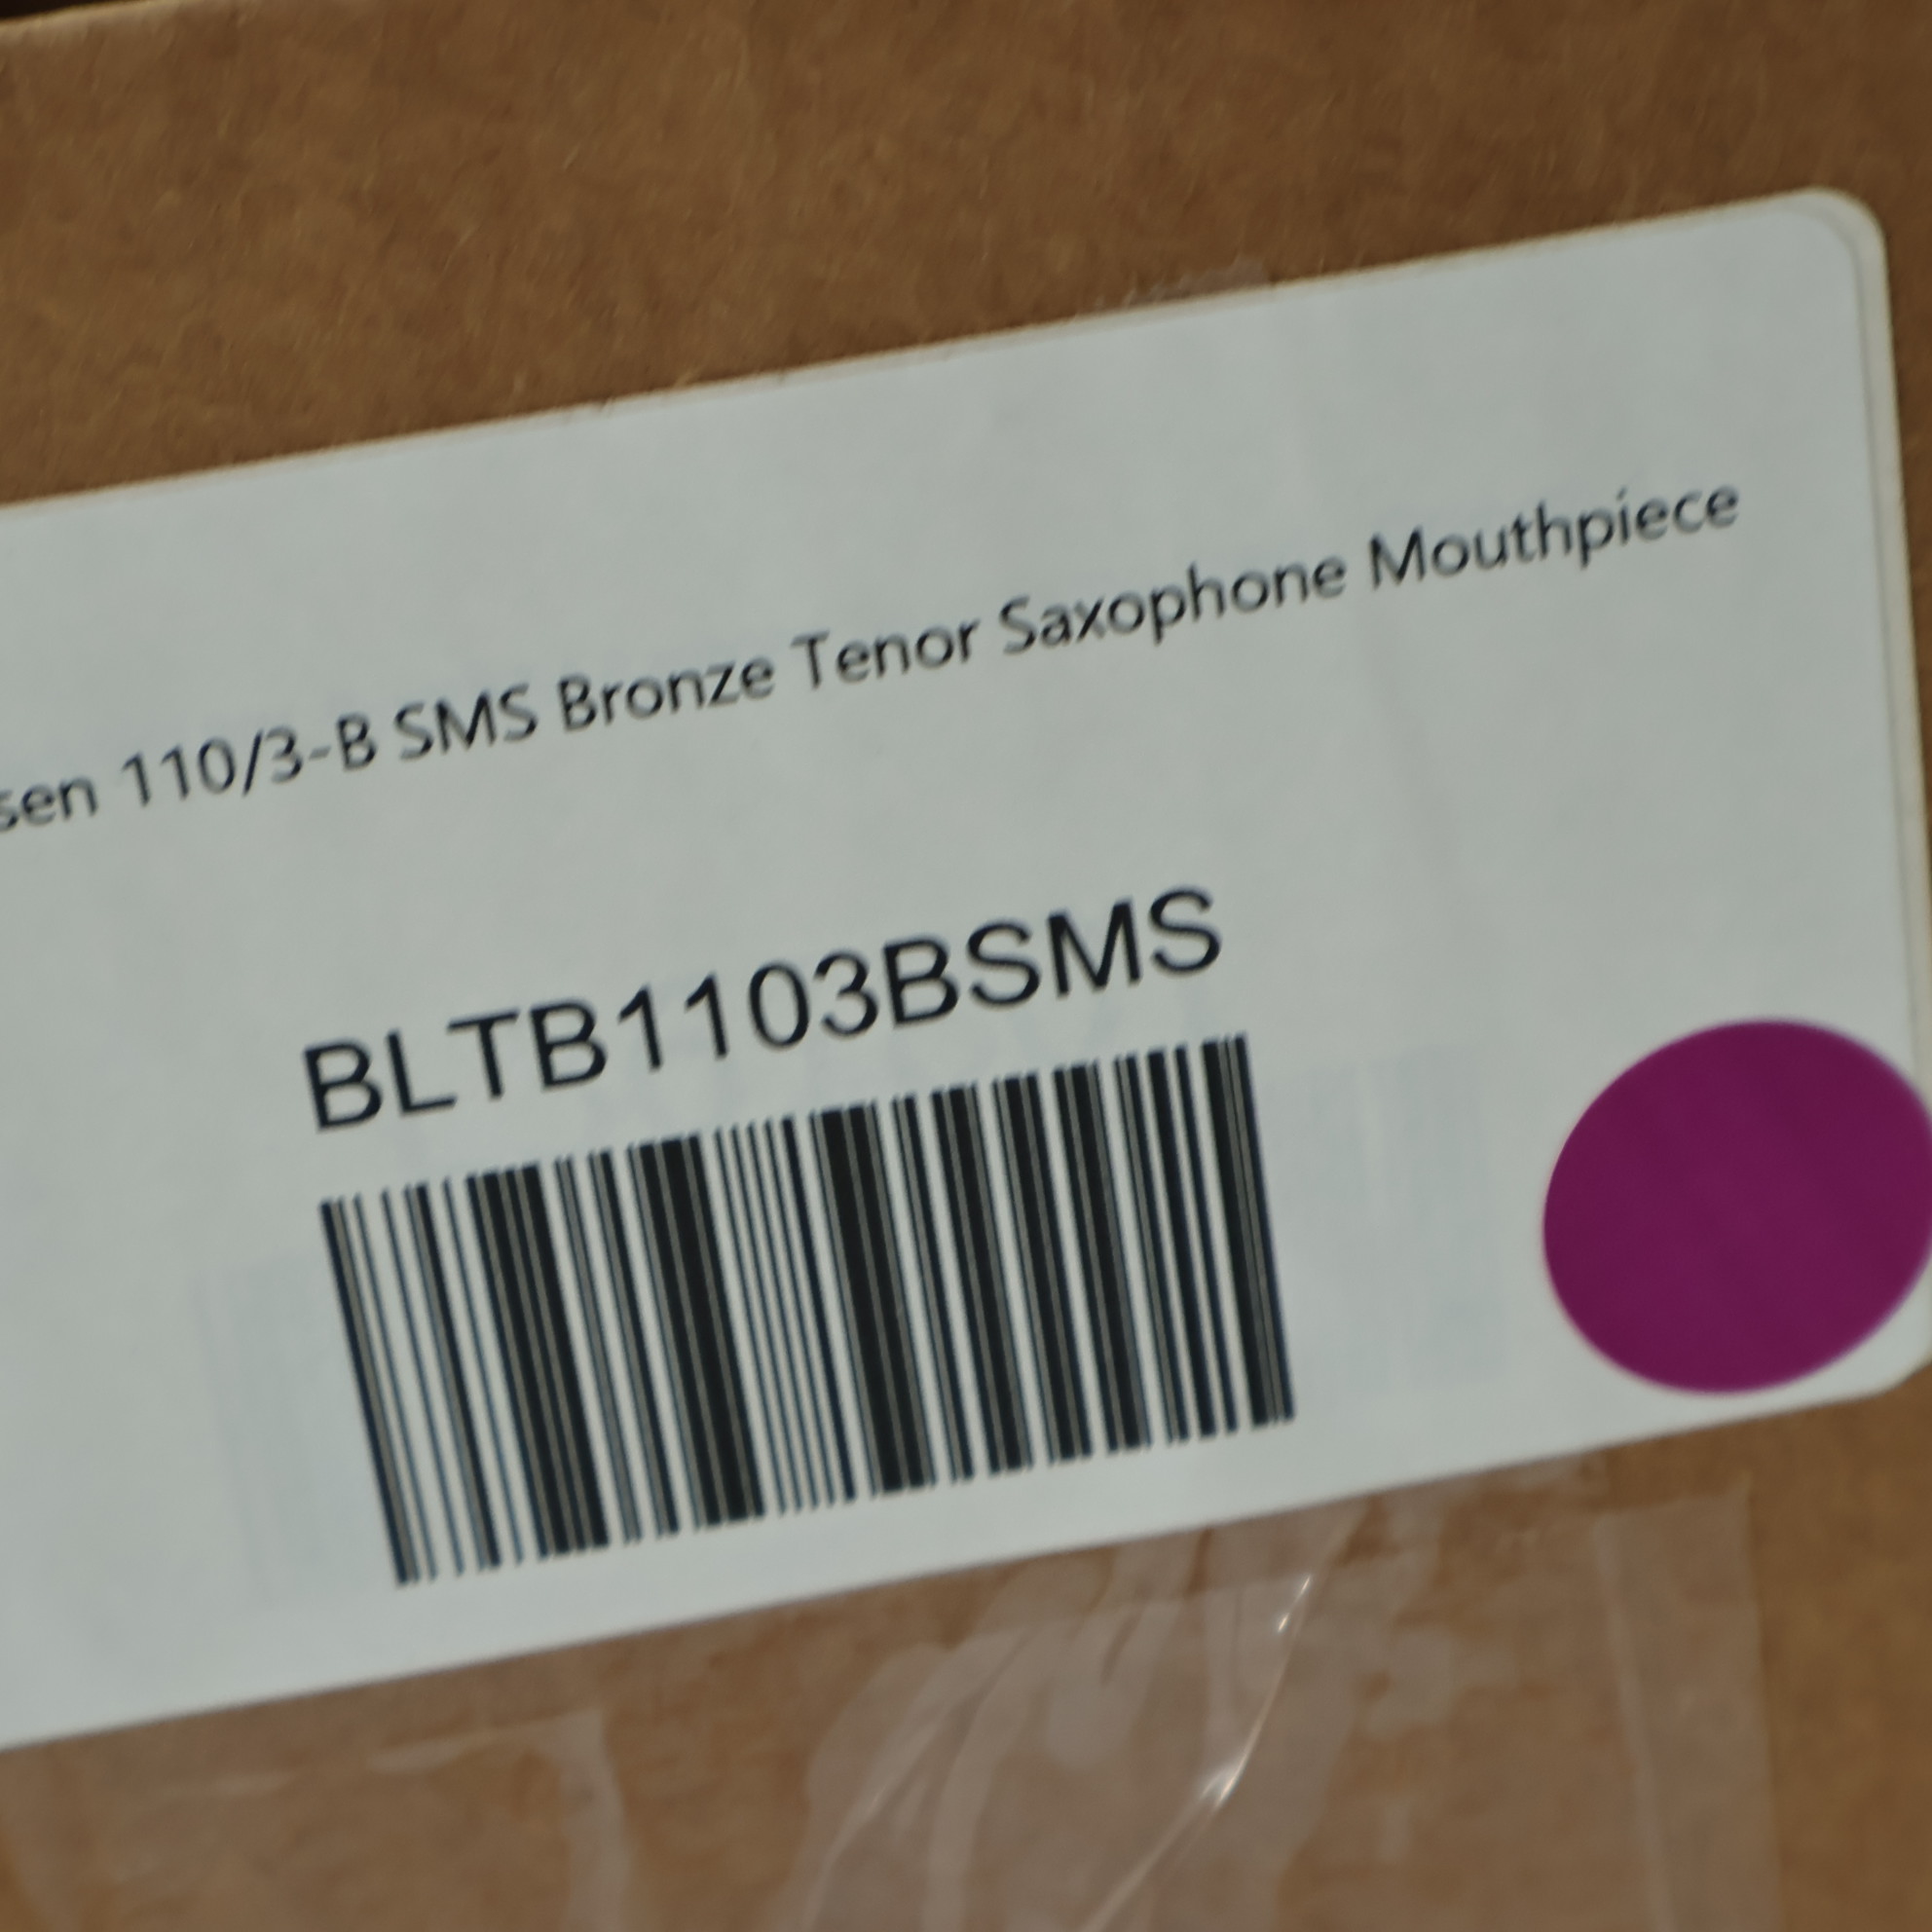 sen 110/3-B SMS Bronze Tenor Saxophone Mouthpiece
BLTB1103BSMS